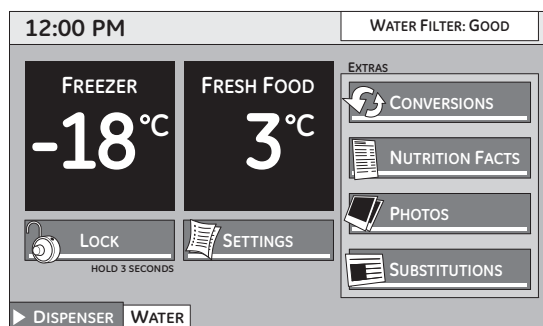 12:00 PM
WATER FILTER: GOOD
EXTRAS
FREEZER
-18°C
FRESH FOOD
3°C
CONVERSIONS
NUTRITION FACTS
PHOTOS
SUBSTITUTIONS
LOCK
HOLD 3 SECONDS
SETTINGS
DISPENSER
WATER